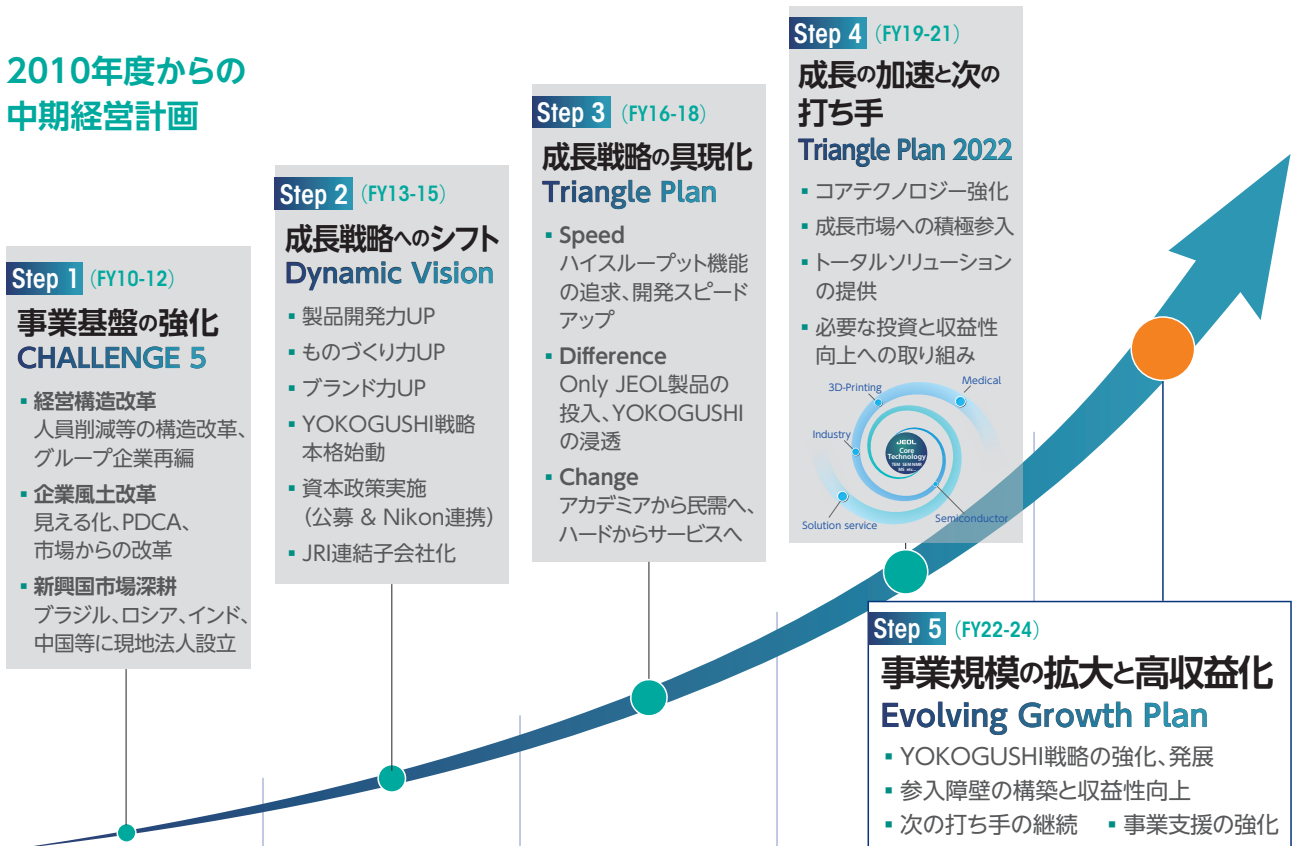 2010年度からの
中期経営計画
Step 1 (FY10-12)
事業基盤の強化
CHALLENGE 5
▪ 経営構造改革
人員削減等の構造改革、
グループ企業再編
▪ 企業風土改革
見える化、PDCA、
市場からの改革
▪ 新興国市場深耕
ブラジル、ロシア、インド、
中国等に現地法人設立
Step 2 (FY13-15)
成長戦略へのシフト
Dynamic Vision
▪ 製品開発力UP
▪ ものづくり力UP
▪ ブランド力UP
▪ YOKOGUSHI戦略
本格始動
▪ 資本政策実施
(公募 & Nikon連携)
▪ JRI連結子会社化
Step 3 (FY16-18)
成長戦略の具現化
Triangle Plan
▪ Speed
ハイスループット機能
の追求、開発スピード
アップ
▪ Difference
Only JEOL製品の
投入、YOKOGUSHI
の浸透
▪ Change
アカデミアから民需へ、
ハードからサービスへ
Step 4 (FY19-21)
成長の加速と次の
打ち手
Triangle Plan 2022
▪ コアテクノロジー強化
▪ 成長市場への積極参入
▪ トータルソリューション
の提供
▪ 必要な投資と収益性
向上への取り組み
3D-Printing
Medical
Industry
JEOL
Core
Technology
TEM SEM NMR
MS etc...
Solution service
Semiconductor
Step 5 (FY22-24)
事業規模の拡大と高収益化
Evolving Growth Plan
▪ YOKOGUSHI戦略の強化、発展
▪ 参入障壁の構築と収益性向上
▪ 次の打ち手の継続 ▪ 事業支援の強化